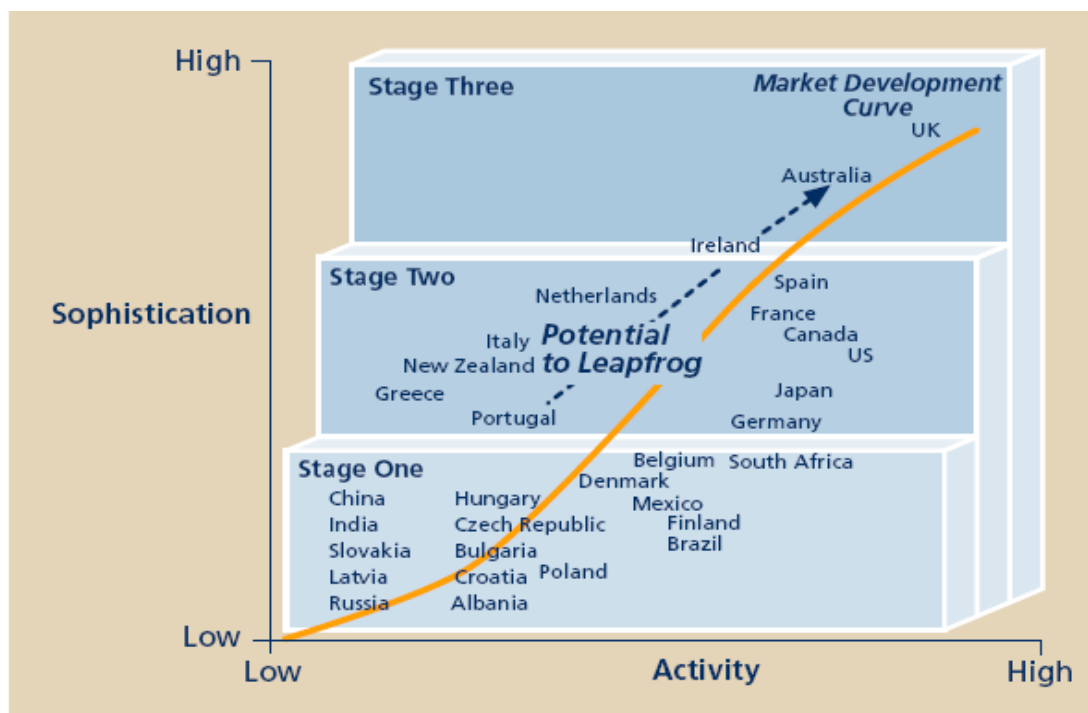 High
Stage Three
Market Development
Curve
UK
Australia
Ireland
Stage Two
Spain
Netherlands
Sophistication
France
Canada
Italy
Potential
US
New Zealand
to Leapfrog
Greece
Japan
Portugal
Germany
Stage One
Belgium
South Africa
Denmark
China
Hungary
Mexico
India
Czech Republic
Finland
Slovakia
Bulgaria
Brazil
Latvia
Croatia
Poland
Russia
Albania
Low
Low
Activity
High